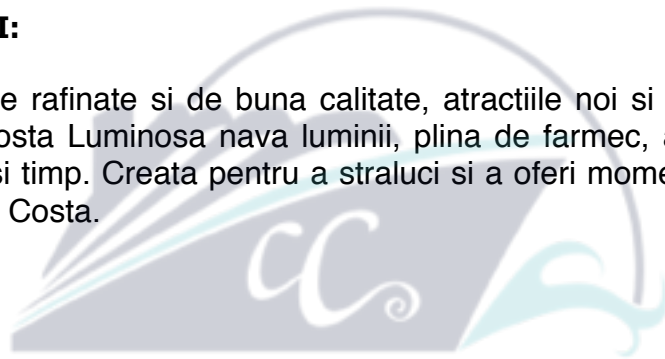 I:
e rafinate si de buna calitate, atractiile noi si
osta Luminosa nava luminii, plina de farmec, a
si timp. Creata pentru a straluci si a oferi mome
Costa.
CC